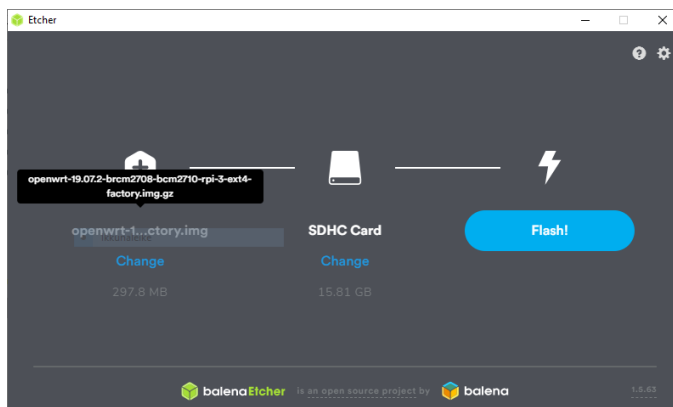 Etcher
openwrt-19.07.2-brcm2708-bcm2710-rpi-3-ext4-
factory.img.gz
openwrt-1...ctory.img
SDHC Card
Flash!
Change
Change
297.8 MB
15.81 GB
balenaEtcher is an open source project by balena
1.5.63